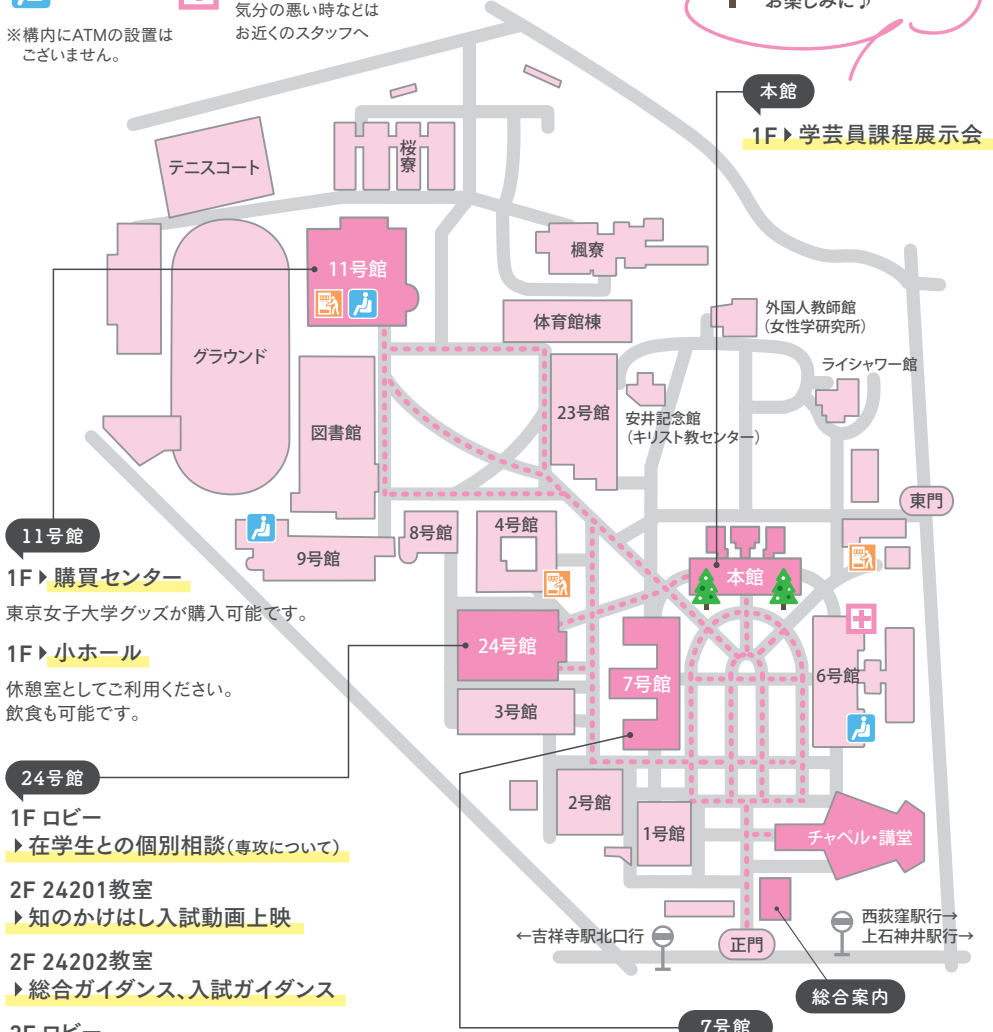 気分の悪い時などは
お近くのスタッフへ
※構内にATMの設置は
ございません。
お楽しみに♪
本館
1F▶学芸員課程展示会
テニスコート
桜寮
11号館
楓寮
体育館棟
外国人教師館
(女性学研究所)
グラウンド
ライシャワー館
図書館
23号館
安井記念館
(キリスト教センター)
東門
8号館
4号館
9号館
本館
11号館
1F▶購買センター
東京女子大学グッズが購入可能です。
1F▶小ホール
休憩室としてご利用ください。
飲食も可能です。
24号館
7号館
6号館
3号館
24号館
1F ロビー
▶在学生との個別相談(専攻について)
2F 24201教室
▶知のかけはし入試動画上映
2F 24202教室
▶総合ガイダンス、入試ガイダンス
2F ロビー
2号館
1号館
チャペル・講堂
←吉祥寺駅北口行
正門
西荻窪駅行→
上石神井駅行→
総合案内
7号館